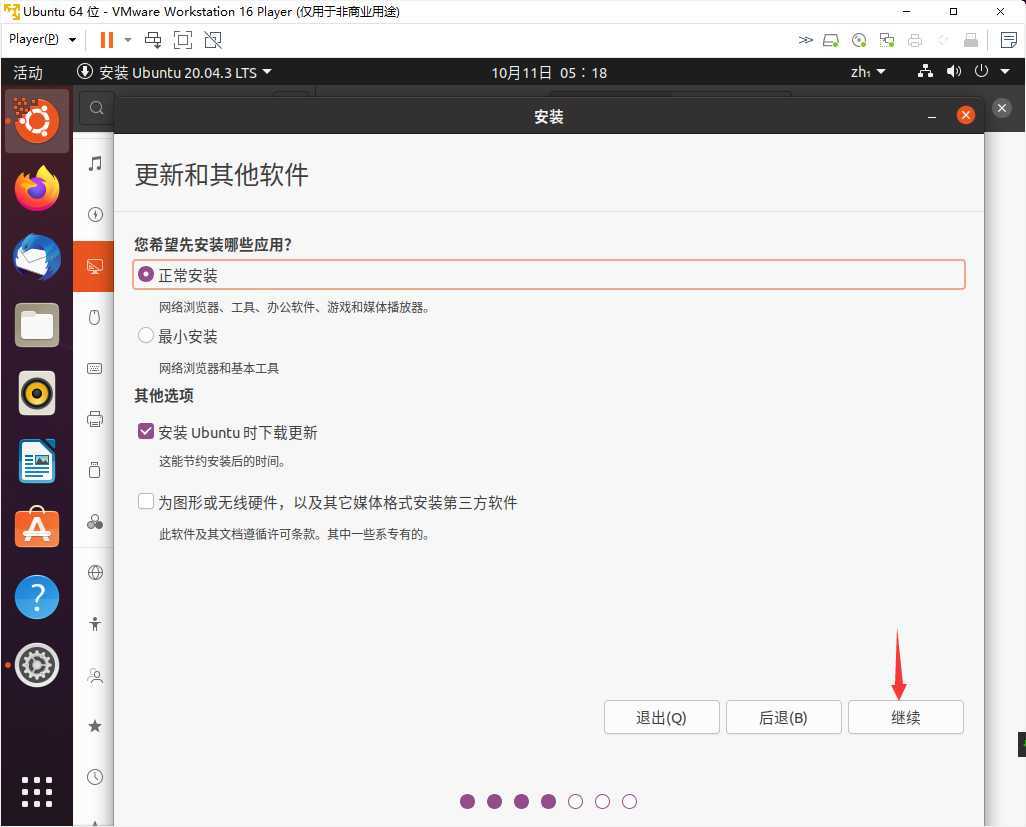 Ubuntu 64 位 - VMware Workstation 16 Player (仅用于非商业用途)
Player(P)
活动
安装 Ubuntu 20.04.3 LTS
10月11日 05：18
zh₁
安装
更新和其他软件
您希望先安装哪些应用？
正常安装
网络浏览器、工具、办公软件、游戏和媒体播放器。
最小安装
网络浏览器和基本工具
其他选项
安装 Ubuntu 时下载更新
这能节约安装后的时间。
为图形或无线硬件，以及其它媒体格式安装第三方软件
此软件及其文档遵循许可条款。其中一些系专有的。
退出(Q)
后退(B)
继续